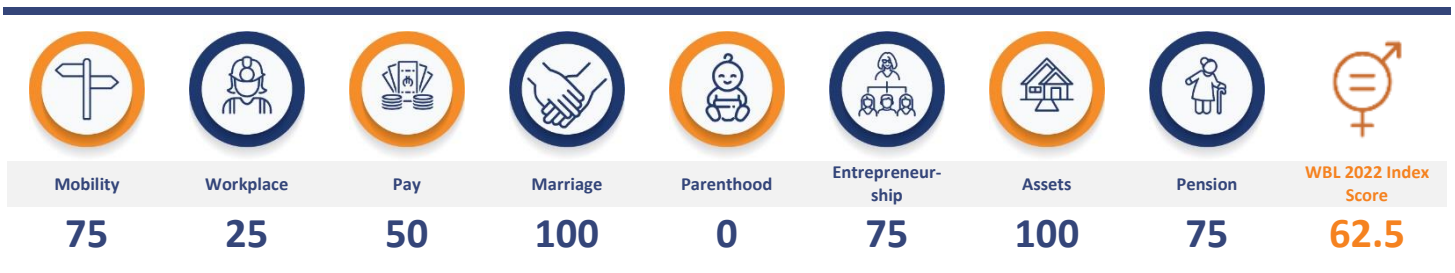 Mobility
Workplace
Pay
Marriage
Parenthood
Entrepreneur-
ship
Assets
Pension
WBL 2022 Index
Score
75
25
50
100
0
75
100
75
62.5